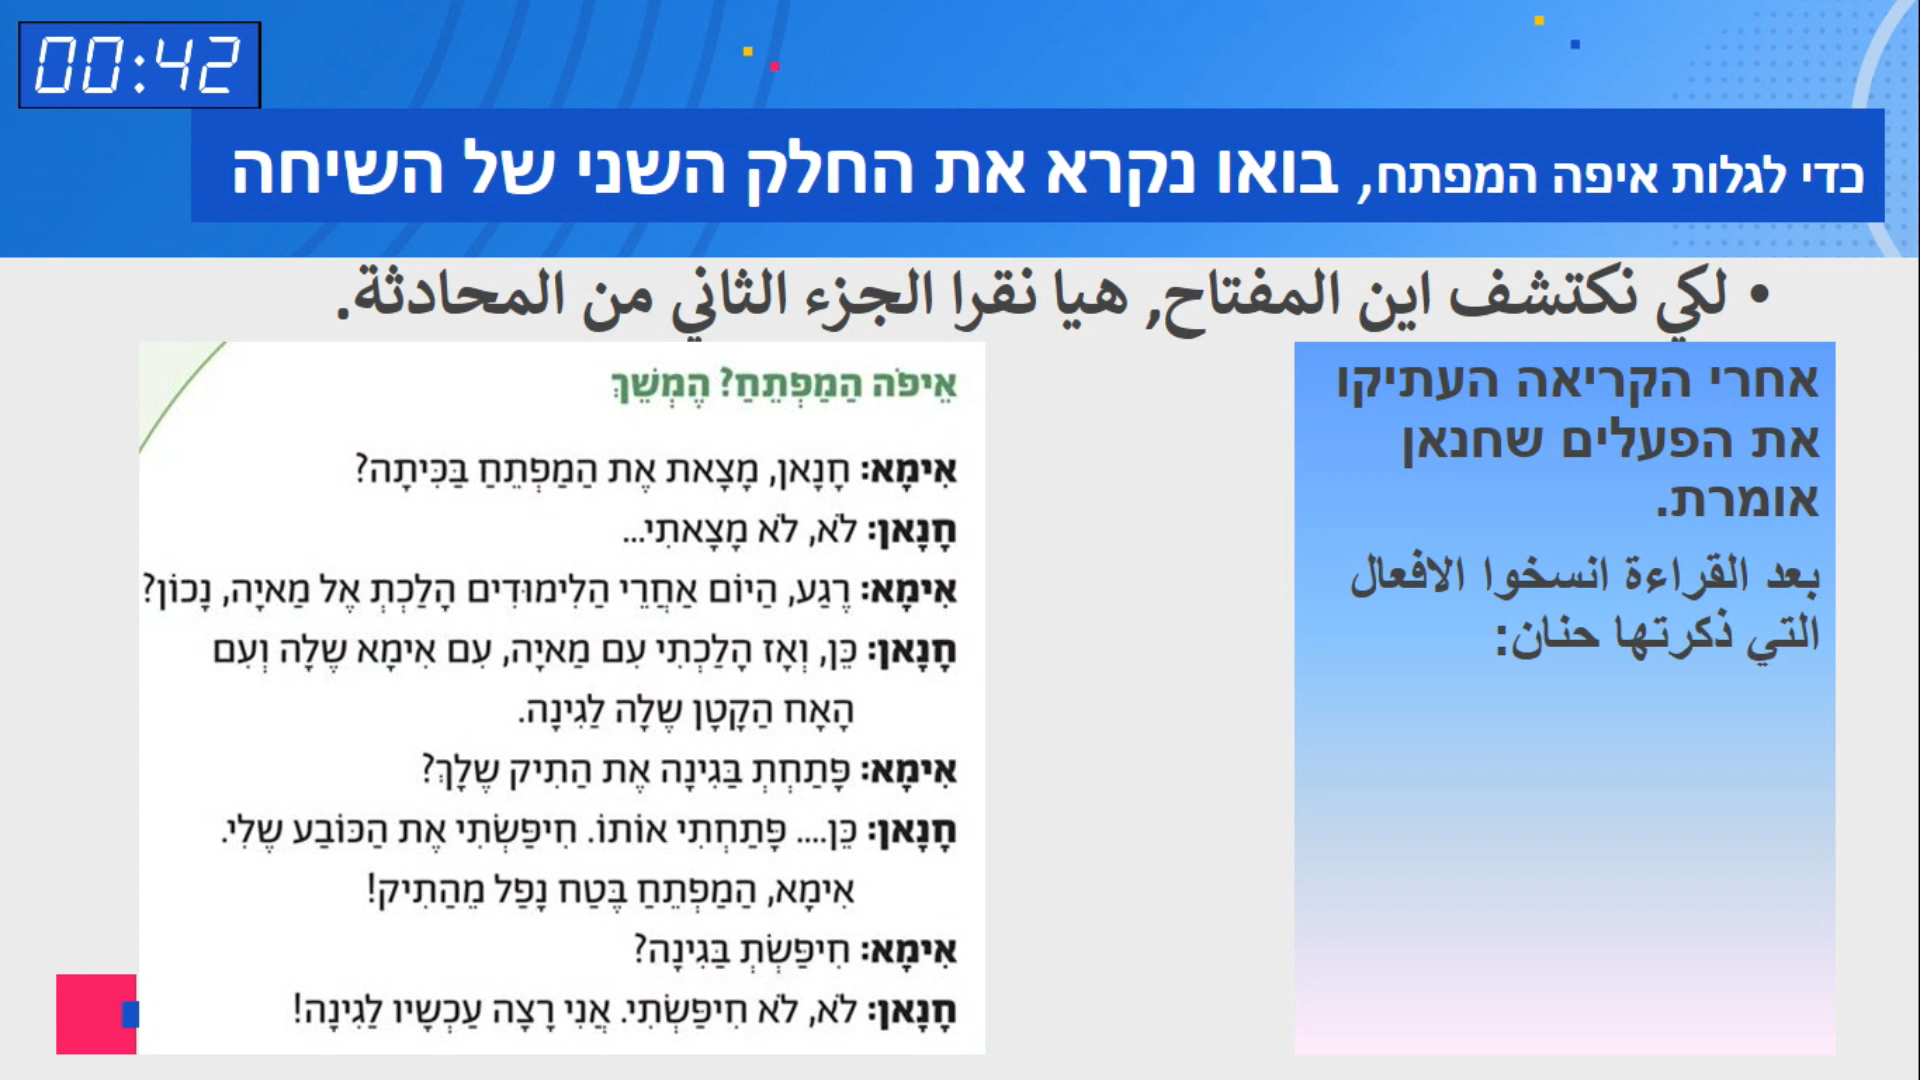 00:42
כדי לגלות איפה המפתח, בואו נקרא את החלק השני של השיחה
• لكي نكتشف اين المفتاح, هيا نقرا الجزء الثاني من المحادثة.
אחרי הקריאה העתיקו
את הפעלים שחנאן
אומרת.
بعد القراءة انسخوا الافعال
التي ذكرتها حنان:
אֵיפֹה הַמַּפְתֵּחַ? הֶמְשֵׁךְ
אִימָא: חָנָאן, מָצָאת אֶת הַמַּפְתֵּחַ בַּכִּיתָה?
חָנָאן: לֹא, לֹא מָצָאתִי...
אִימָא: רֶגַע, הַיּוֹם אַחֲרֵי הַלִּימוּדִים הָלַכְתְּ אֶל מַאיָה, נָכוֹן?
חָנָאן: כֵּן, וְאָז הָלַכְתִּי עִם מַאיָה, עִם אִימָא שֶׁלָּהּ וְעִם
הָאָח הַקָּטָן שֶׁלָּהּ לַגִּינָה.
אִימָא: פָּתַחְתְּ בַּגִּינָה אֶת הַתִּיק שֶׁלָּךְ?
חָנָאן: כֵּן.... פָּתַחְתִּי אוֹתוֹ. חִיפַּשְׂתִּי אֶת הַכּוֹבַע שֶׁלִּי.
אִימָא, הַמַּפְתֵּחַ בֶּטַח נָפַל מֵהַתִּיק!
אִימָא: חִיפַּשְׂתְּ בַּגִּינָה?
חָנָאן: לֹא, לֹא חִיפַּשְׂתִּי. אֲנִי רָצָה עַכְשָׁיו לַגִּינָה!